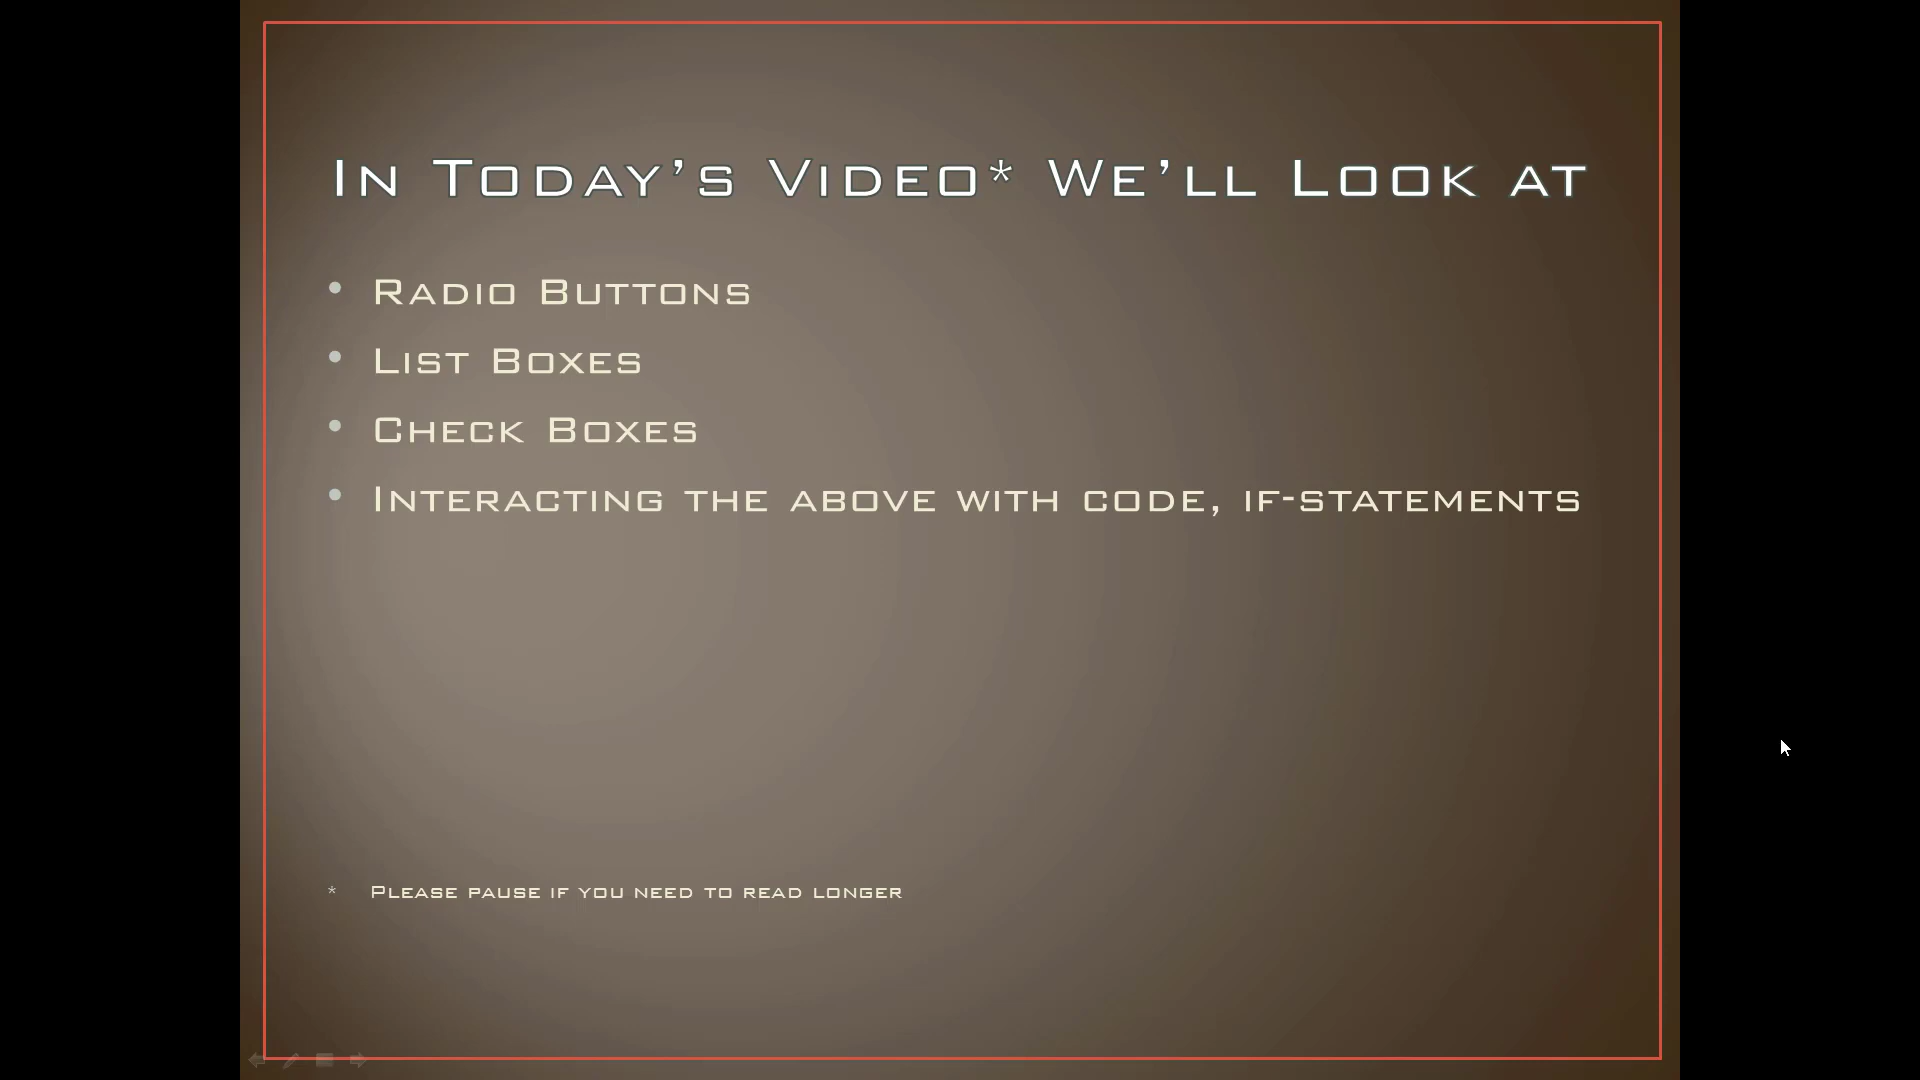 In Today’s Video* We’ll Look at
• Radio Buttons
• List Boxes
• Check Boxes
• Interacting the above with code, if-statements
* Please pause if you need to read longer